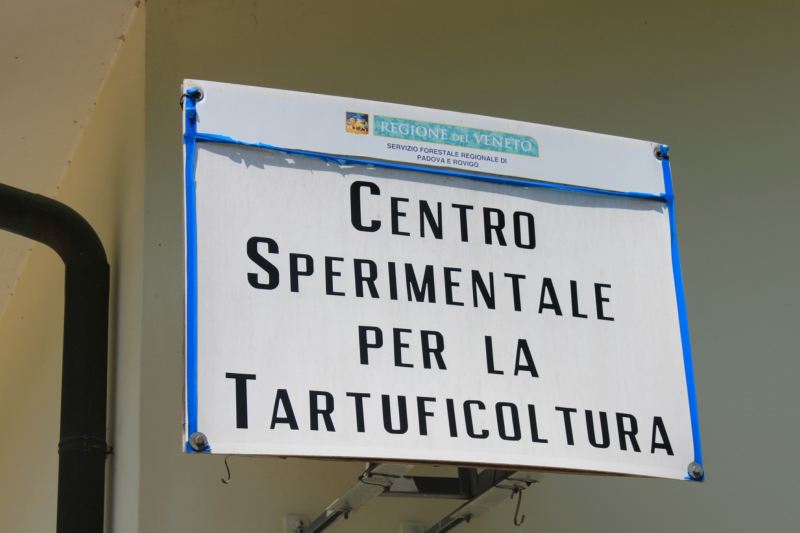 REGIONE DEL VENETO
SERVIZIO FORESTALE REGIONALE DI
PADOVA E ROVIGO
CENTRO
SPERIMENTALE
PER LA
TARTUFICOLTURA